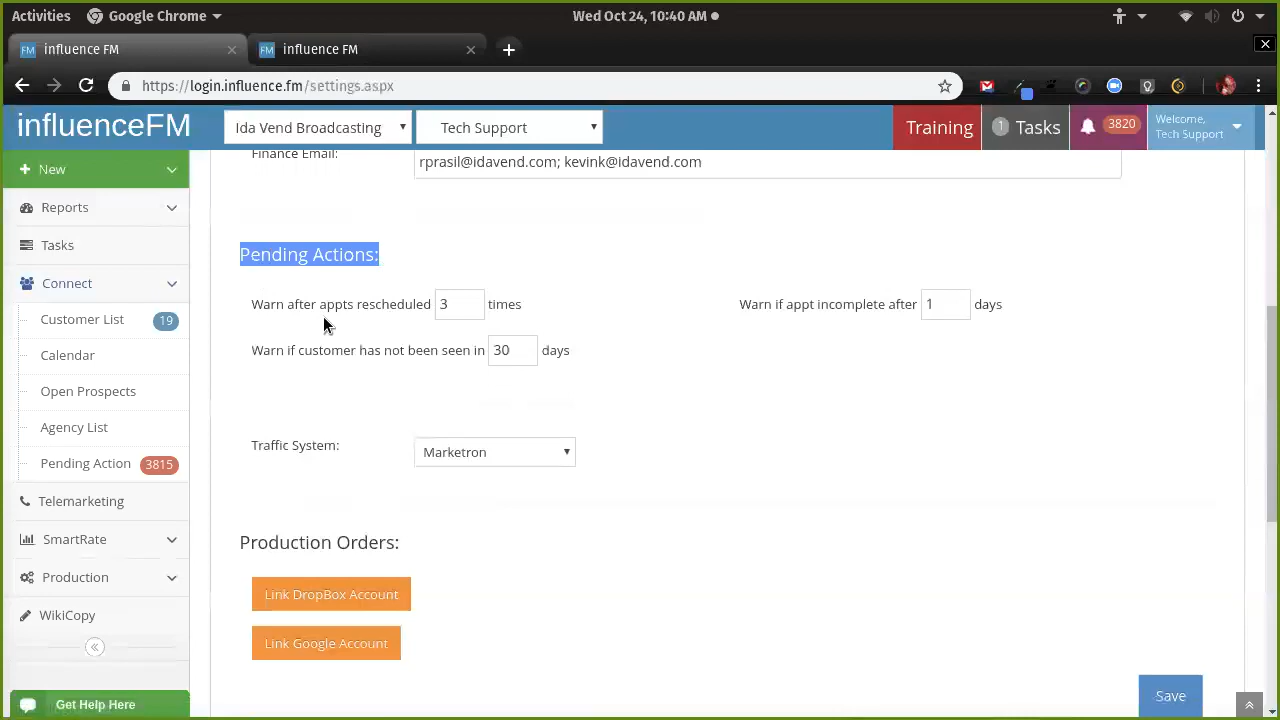 Activities
Google Chrome
Wed Oct 24, 10:40 AM
FM influence FM
FM influence FM
https://login.influence.fm/settings.aspx
influenceFM
Ida Vend Broadcasting
Tech Support
Training
1 Tasks
3820
Welcome,
Tech Support
New
Reports
Tasks
Connect
Customer List 19
Calendar
Open Prospects
Agency List
Pending Action 3815
Telemarketing
SmartRate
Production
WikiCopy
Get Help Here
Finance Email: rprasil@idavend.com; kevink@idavend.com
Pending Actions:
Warn after appts rescheduled 3 times
Warn if appt incomplete after 1 days
Warn if customer has not been seen in 30 days
Traffic System: Marketron
Production Orders:
Link DropBox Account
Link Google Account
Save